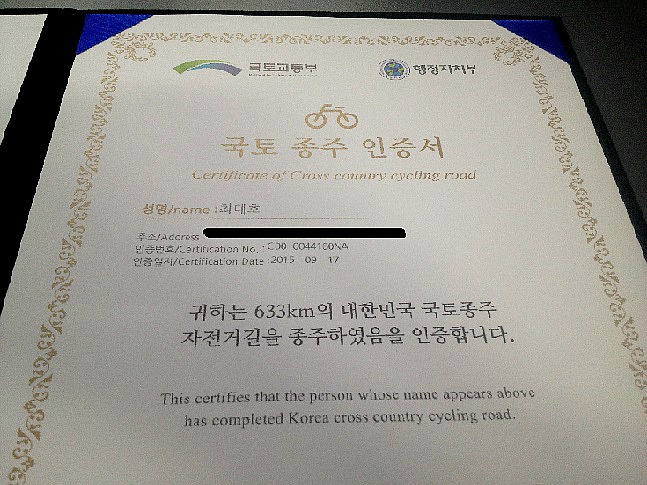 국토교통부
행정자치부
국토 종주 인증서
Certificate of Cross country cycling road
성명/name : 최대호
주소/Address
인증번호/Certification No. : C00-0044160NA
인증일시/Certification Date : 2015 - 09 - 17
귀하는 633km의 대한민국 국토종주
자전거길을 종주하였음을 인증합니다.
This certifies that the person whose name appears above
has completed Korea cross country cycling road.